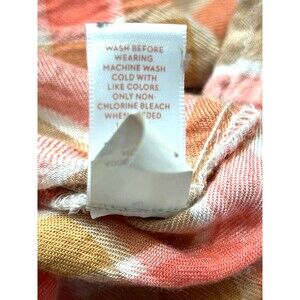 WASH BEFORE
WEARING.
MACHINE WASH
COLD WITH
LIKE COLORS.
ONLY NON-
CHLORINE BLEACH
WHEN NEEDED.